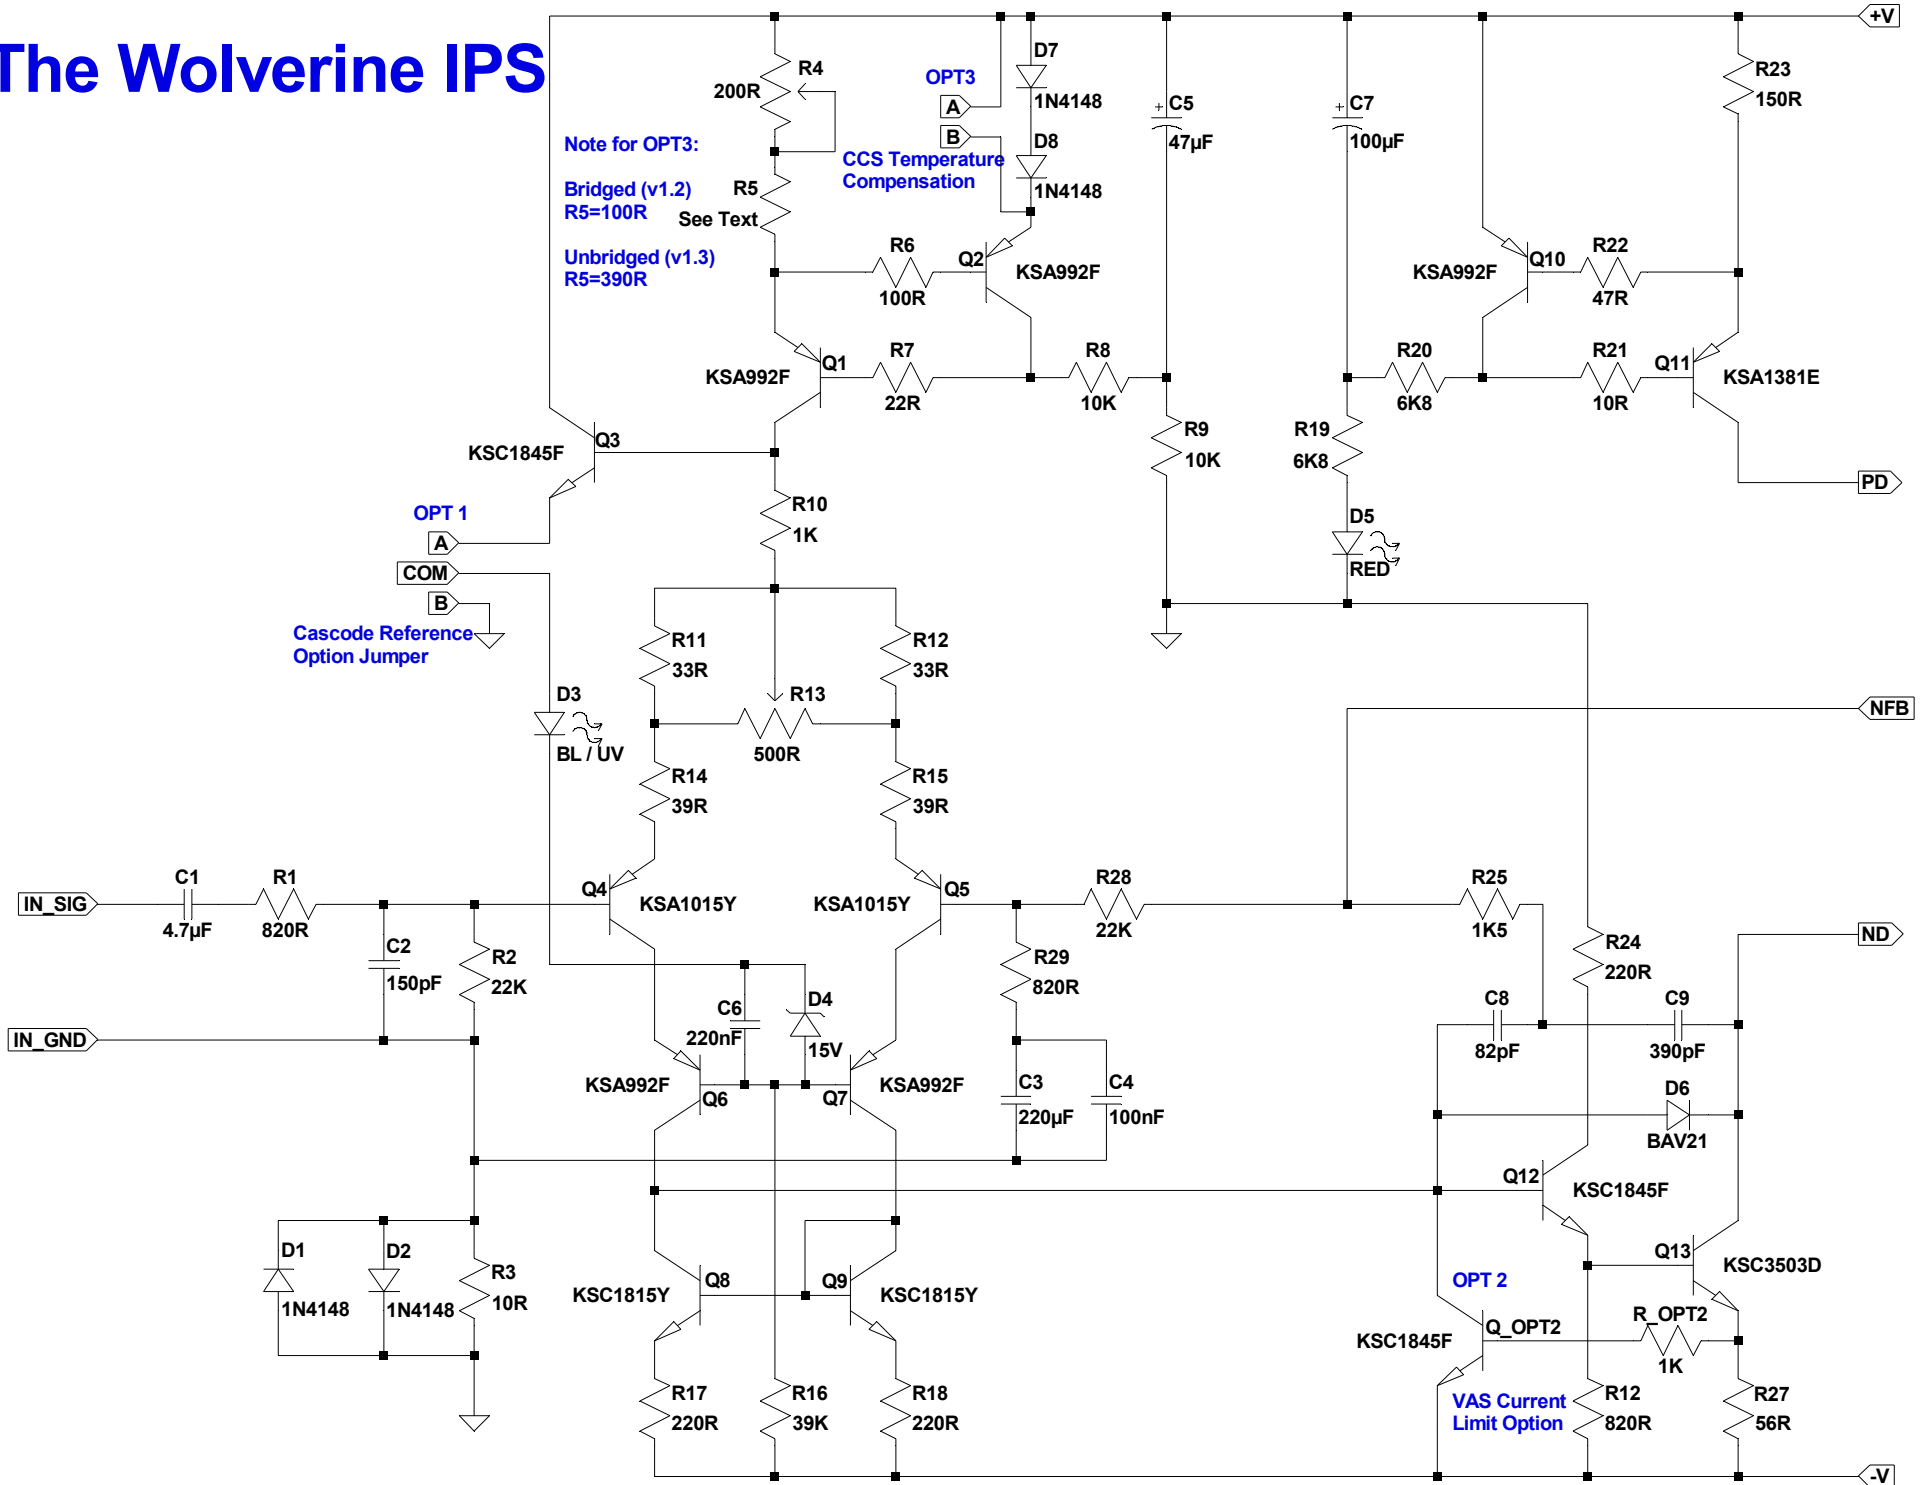 The Wolverine IPS
+V
R4
200R
OPT3
A
B
D7
1N4148
D8
1N4148
CCS Temperature
Compensation
C5
47µF
C7
100µF
R23
150R
Note for OPT3:
Bridged (v1.2)
R5=100R
Unbridged (v1.3)
R5=390R
R5
See Text
R6
100R
Q2
KSA992F
KSA992F
Q10
R22
47R
KSA992F
Q1
R7
22R
R8
10K
R20
6K8
R21
10R
Q11
KSA1381E
KSC1845F
Q3
R9
10K
R19
6K8
PD
OPT 1
A
COM
B
Cascode Reference
Option Jumper
R10
1K
D5
RED
R11
33R
R12
33R
D3
BL / UV
R13
500R
NFB
R14
39R
R15
39R
IN_SIG
C1
4.7µF
R1
820R
Q4
KSA1015Y
KSA1015Y
Q5
R28
22K
R25
1K5
ND
C2
150pF
R2
22K
R29
820R
R24
220R
IN_GND
C6
220nF
D4
15V
C8
82pF
C9
390pF
KSA992F
Q6
Q7
KSA992F
C3
220µF
C4
100nF
D6
BAV21
Q12
KSC1845F
D1
1N4148
D2
1N4148
R3
10R
KSC1815Y
Q8
Q9
KSC1815Y
Q13
KSC3503D
OPT 2
KSC1845F
Q_OPT2
R_OPT2
1K
R17
220R
R16
39K
R18
220R
VAS Current
Limit Option
R12
820R
R27
56R
-V